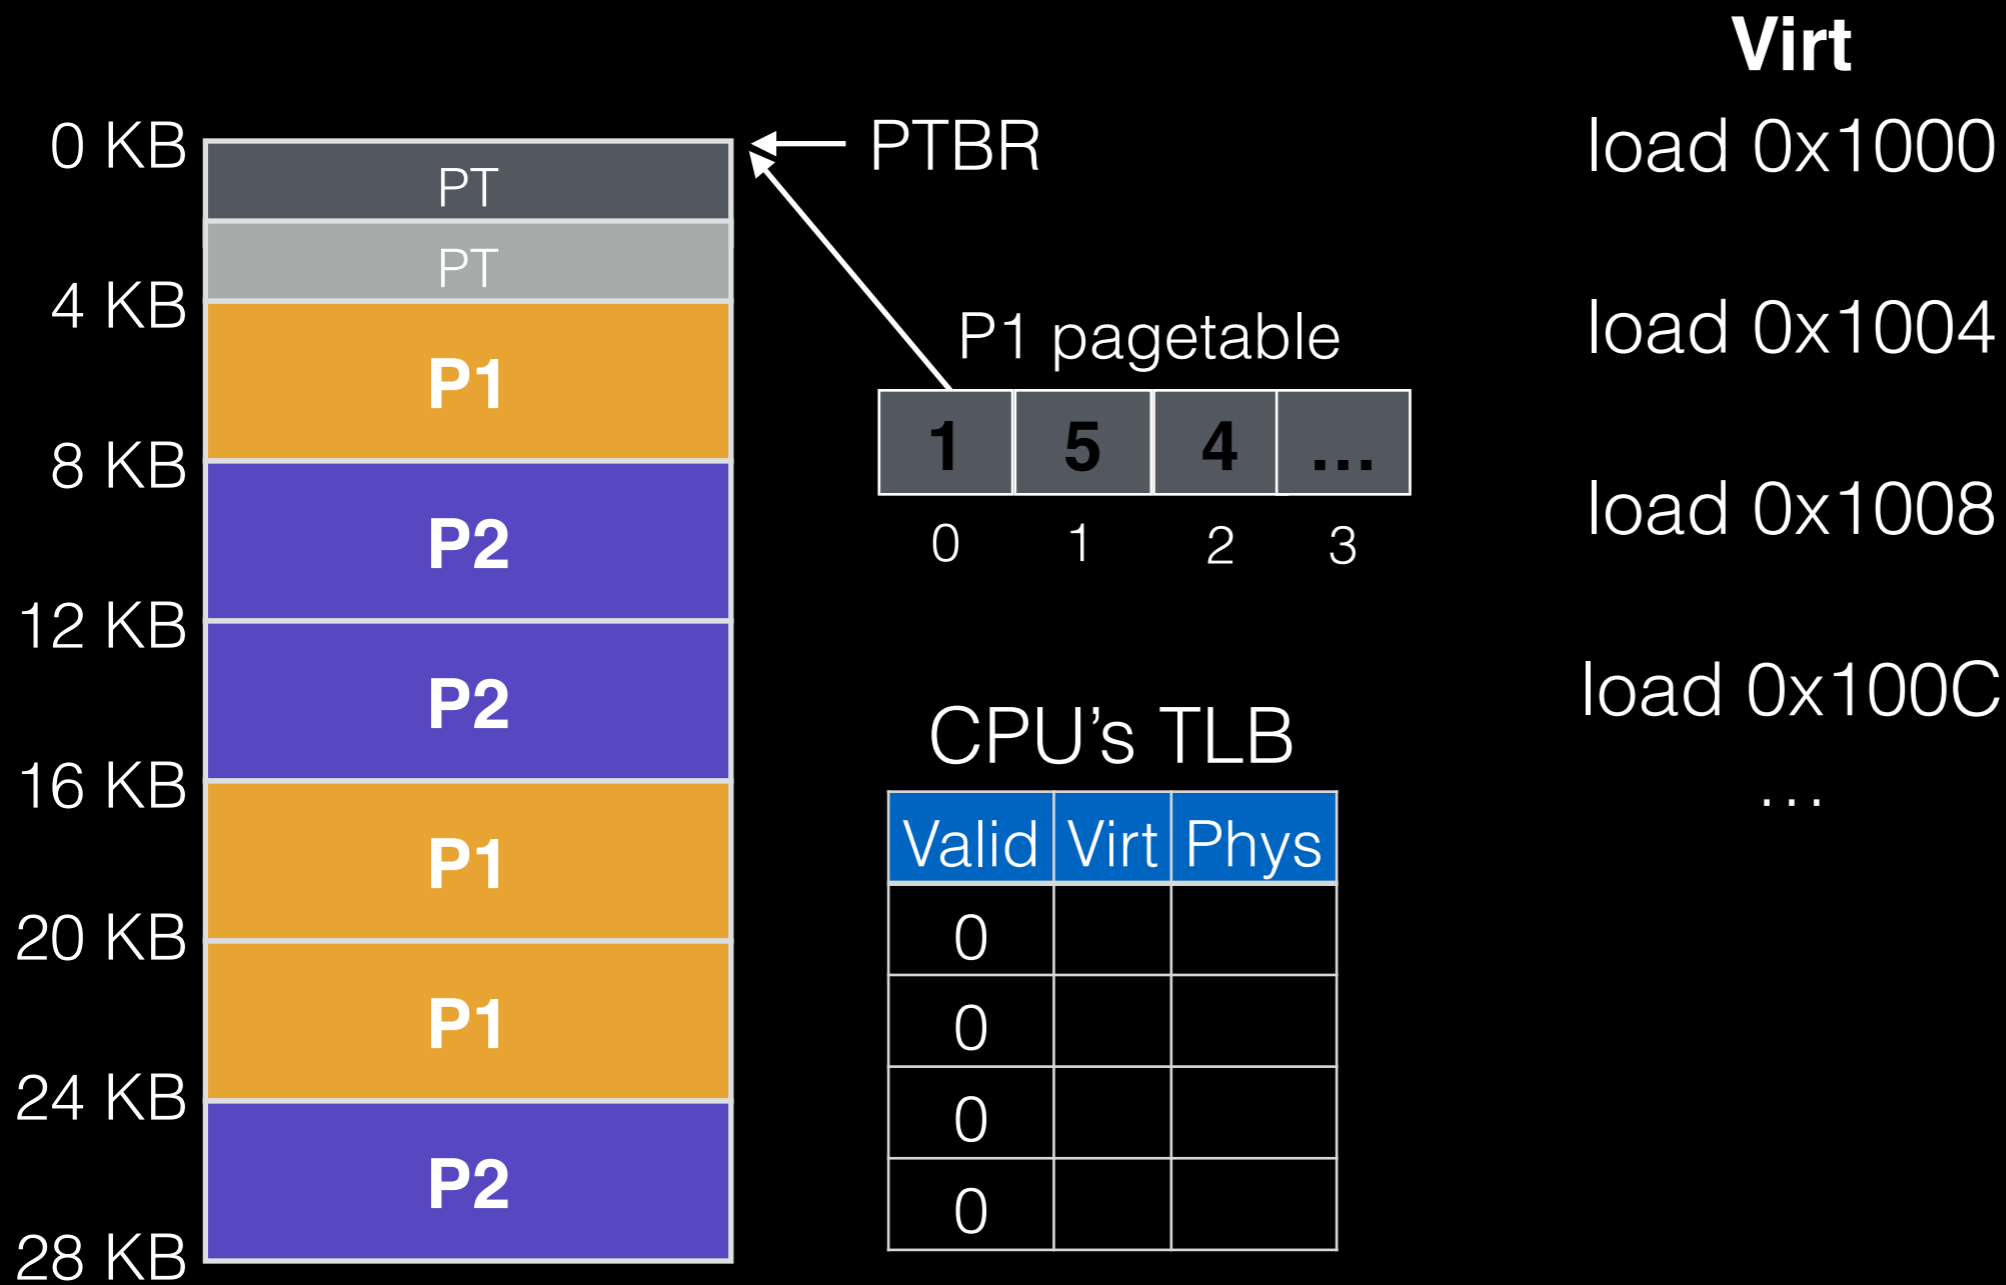 0 KB
PT
PT
4 KB
P1
8 KB
P2
12 KB
P2
16 KB
P1
20 KB
P1
24 KB
P2
28 KB
PTBR
P1 pagetable
1 5 4 ...
0 1 2 3
CPU’s TLB
Valid Virt Phys
0
0
0
0
Virt
load 0x1000
load 0x1004
load 0x1008
load 0x100C
...